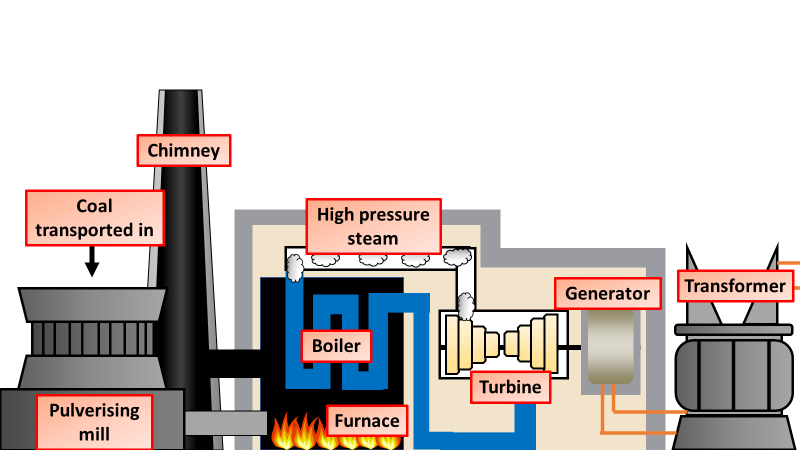 Chimney
Coal
transported in
High pressure
steam
Generator
Transformer
Boiler
Turbine
Pulverising
mill
Furnace